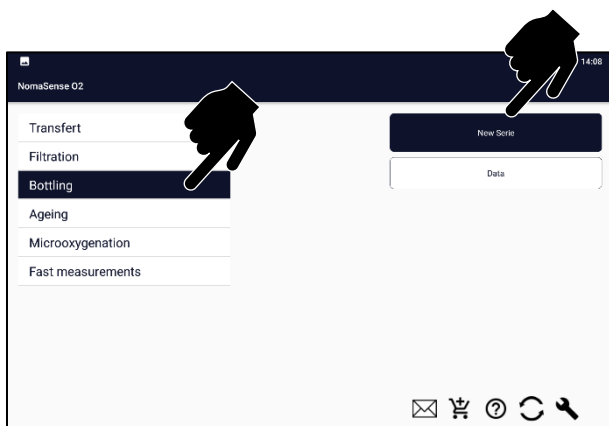 14:08
NomaSense O2
Transfert
Filtration
Bottling
Ageing
Microoxygenation
Fast measurements
New Serie
Data